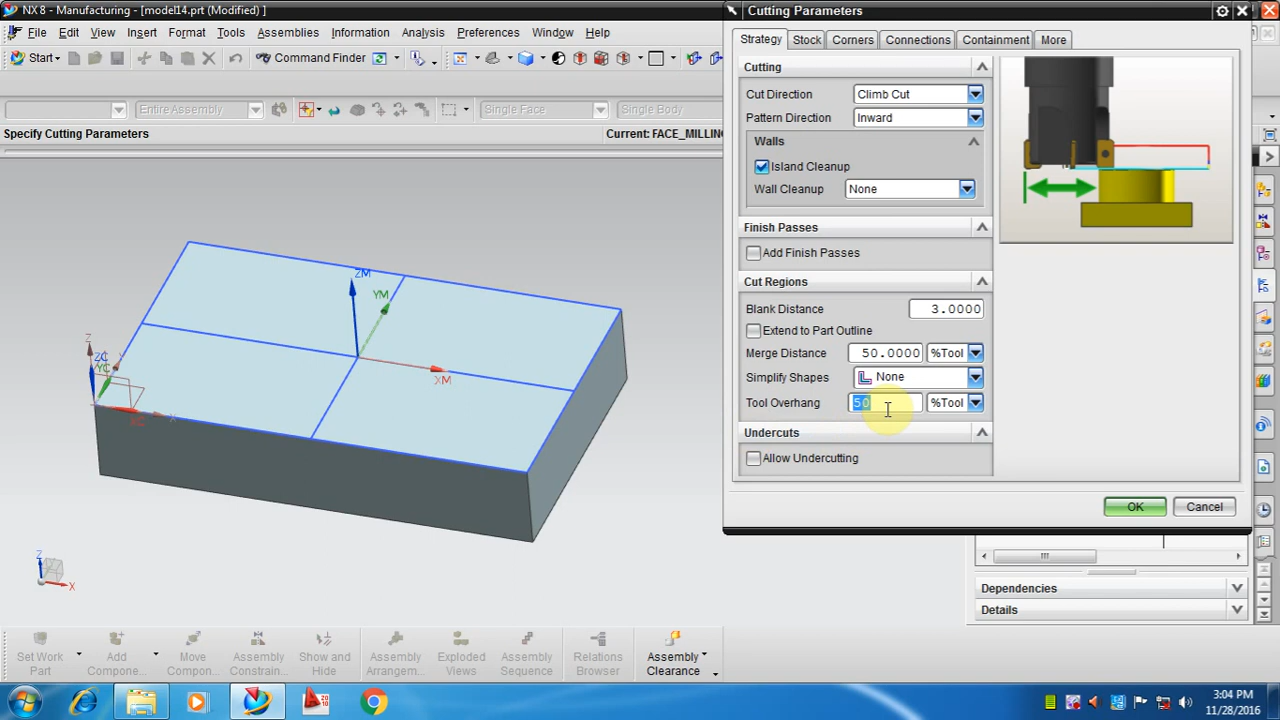 NX 8 - Manufacturing - [model14.prt (Modified) ]
File Edit View Insert Format Tools Assemblies Information Analysis Preferences Window Help
Start Command Finder
Entire Assembly Single Face Single Body
Specify Cutting Parameters Current: FACE_MILLING
Cutting Parameters
Strategy Stock Corners Connections Containment More
Cutting
Cut Direction Climb Cut
Pattern Direction Inward
Walls
Island Cleanup
Wall Cleanup None
Finish Passes
Add Finish Passes
Cut Regions
Blank Distance 3.0000
Extend to Part Outline
Merge Distance 50.0000 %Tool
Simplify Shapes None
Tool Overhang 50 %Tool
Undercuts
Allow Undercutting
OK Cancel
ZM
YM
XM
Z
ZC
YC
XC
X
Z
X
Dependencies
Details
Set Work Part
Add Compone...
Move Compon...
Assembly Constrain...
Show and Hide
Assembly Arrangem...
Exploded Views
Assembly Sequence
Relations Browser
Assembly Clearance
2010
3:04 PM
11/28/2016